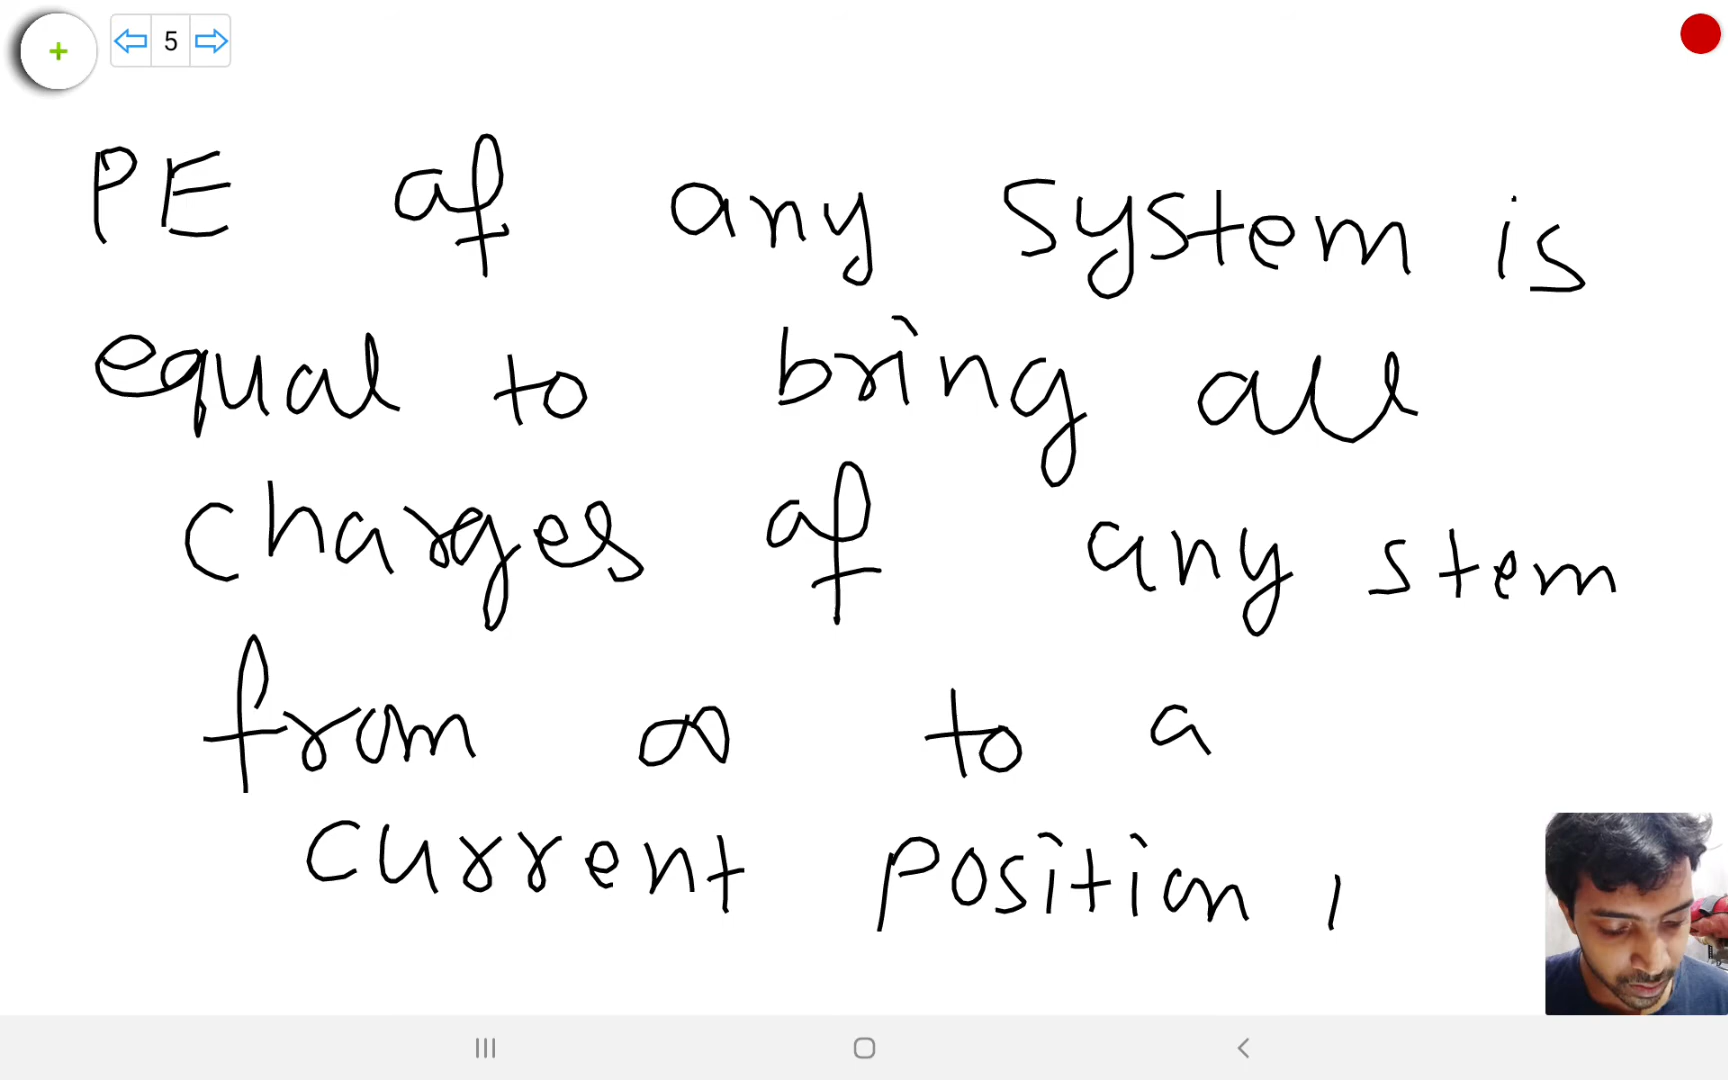 5
PE of any system is
equal to bring all
charges of any stem
from ∞ to a
current position